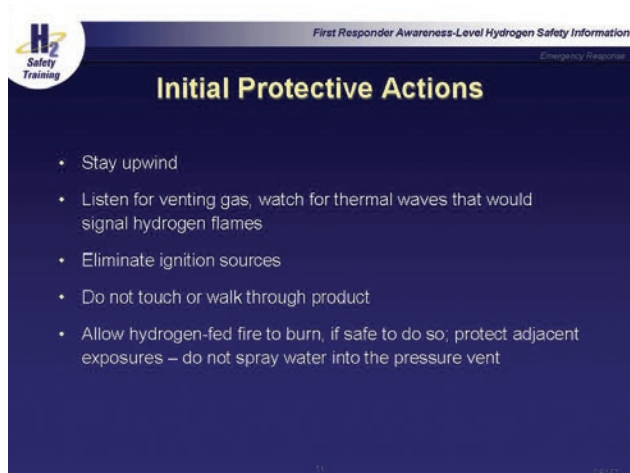 First Responder Awareness-Level Hydrogen Safety Information
Emergency Response
H2
Safety
Training
Initial Protective Actions
• Stay upwind
• Listen for venting gas, watch for thermal waves that would
signal hydrogen flames
• Eliminate ignition sources
• Do not touch or walk through product
• Allow hydrogen-fed fire to burn, if safe to do so; protect adjacent
exposures – do not spray water into the pressure vent